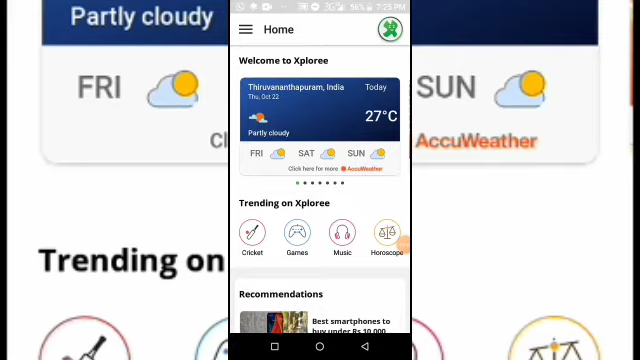 3G
56% 7:25 PM
Home
Welcome to Xploree
Thiruvananthapuram, India
Today
Thu, Oct 22
27°C
Partly cloudy
FRI
SAT
SUN
Click here for more AccuWeather
Trending on Xploree
Cricket
Games
Music
Horoscope
Recommendations
Best smartphones to
buy under Rs 10,000
Partly cloudy
FRI
SUN
Cl
AccuWeather
Trending on